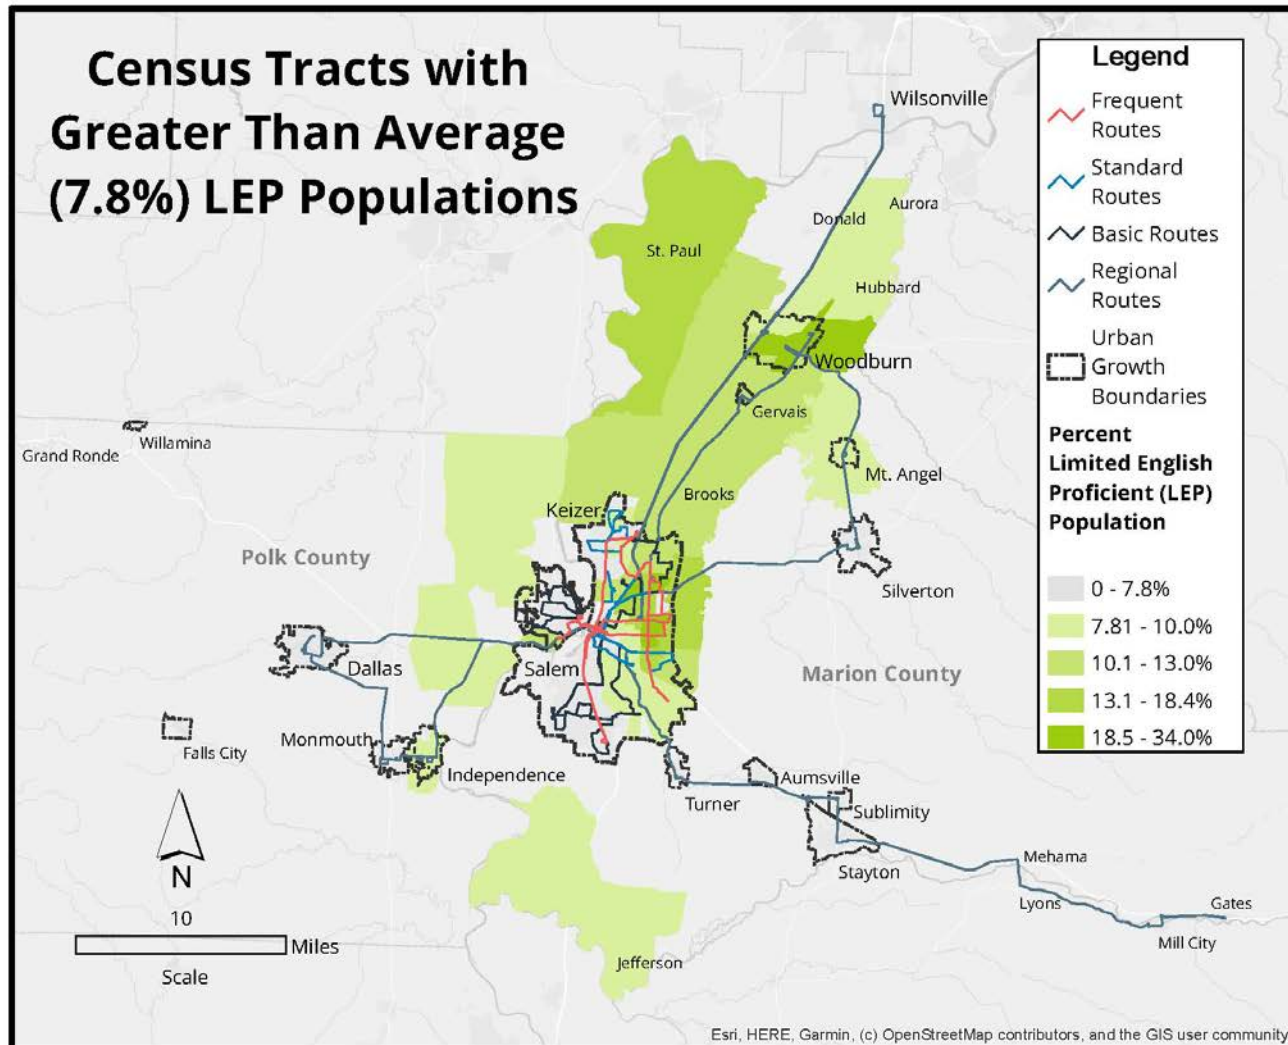 Census Tracts with
Greater Than Average
(7.8%) LEP Populations
Legend
Frequent
Routes
Standard
Routes
Basic Routes
Regional
Routes
Urban
Growth
Boundaries
Percent
Limited English
Proficient (LEP)
Population
0 - 7.8%
7.81 - 10.0%
10.1 - 13.0%
13.1 - 18.4%
18.5 - 34.0%
Wilsonville
Aurora
Donald
St. Paul
Hubbard
Woodburn
Gervais
Willamina
Grand Ronde
Mt. Angel
Brooks
Keizer
Polk County
Silverton
Dallas
Salem
Marion County
Monmouth
Falls City
Independence
Aumsville
Turner
Sublimity
Stayton
Mehama
Lyons
Gates
Mill City
Jefferson
N
10
Miles
Scale
Esri, HERE, Garmin, (c) OpenStreetMap contributors, and the GIS user community